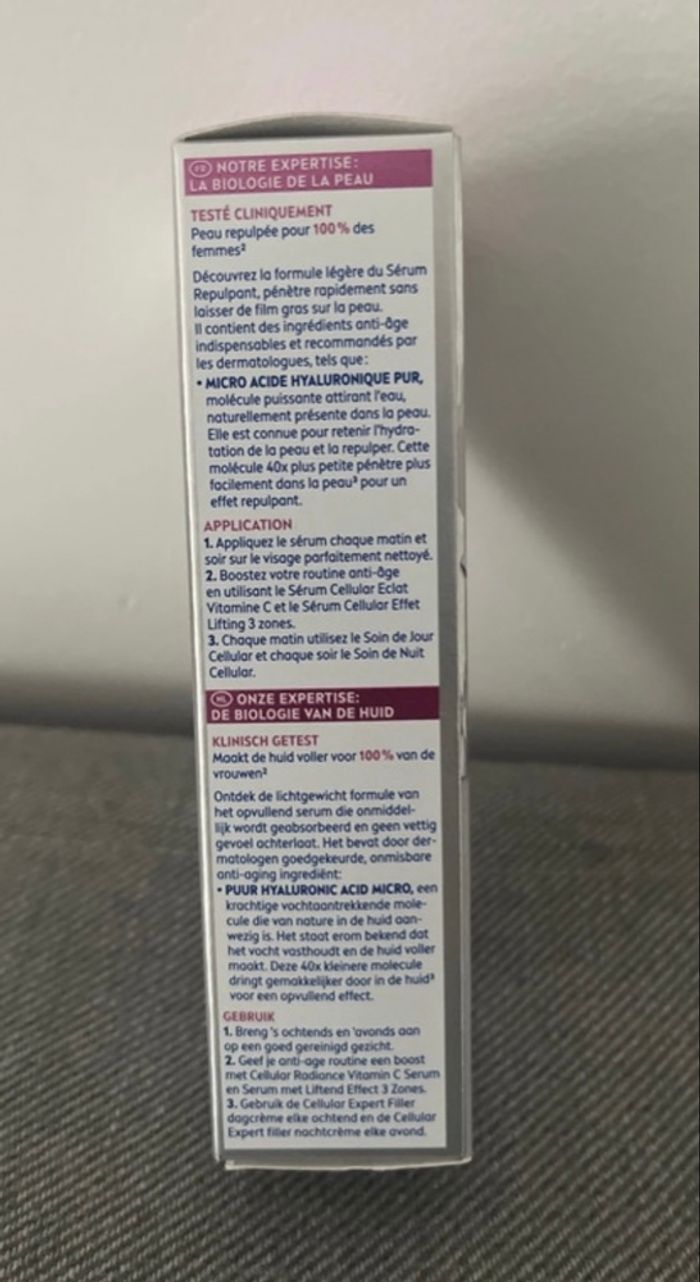 FR NOTRE EXPERTISE:
LA BIOLOGIE DE LA PEAU
TESTÉ CLINIQUEMENT
Peau repulpée pour 100% des
femmes²
Découvrez la formule légère du Sérum
Repulpant, pénètre rapidement sans
laisser de film gras sur la peau.
Il contient des ingrédients anti-âge
indispensables et recommandés par
les dermatologues, tels que:
• MICRO ACIDE HYALURONIQUE PUR,
molécule puissante attirant l'eau,
naturellement présente dans la peau.
Elle est connue pour retenir l'hydra-
tation de la peau et la repulper. Cette
molécule 40x plus petite pénètre plus
facilement dans la peau³ pour un
effet repulpant.
APPLICATION
1. Appliquez le sérum chaque matin et
soir sur le visage parfaitement nettoyé.
2. Boostez votre routine anti-âge
en utilisant le Sérum Cellular Eclat
Vitamine C et le Sérum Cellular Effet
Lifting 3 zones.
3. Chaque matin utilisez le Soin de Jour
Cellular et chaque soir le Soin de Nuit
Cellular.
NL ONZE EXPERTISE:
DE BIOLOGIE VAN DE HUID
KLINISCH GETEST
Maakt de huid voller voor 100% van de
vrouwen²
Ontdek de lichtgewicht formule van
het opvullend serum die onmiddel-
lijk wordt geabsorbeerd en geen vettig
gevoel achterlaat. Het bevat door der-
matologen goedgekeurde, onmisbare
anti-aging ingrediënt:
• PUUR HYALURONIC ACID MICRO, een
krachtige vochtaantrekkende mole-
cule die van nature in de huid aan-
wezig is. Het staat erom bekend dat
het vocht vasthoudt en de huid voller
maakt. Deze 40x kleinere molecule
dringt gemakkelijker door in de huid³
voor een opvullend effect.
GEBRUIK
1. Breng 's ochtends en 'avonds aan
op een goed gereinigd gezicht.
2. Geef je anti-age routine een boost
met Cellular Radiance Vitamin C Serum
en Serum met Liftend Effect 3 Zones.
3. Gebruik de Cellular Expert Filler
dagcrème elke ochtend en de Cellular
Expert filler nachtcrème elke avond.